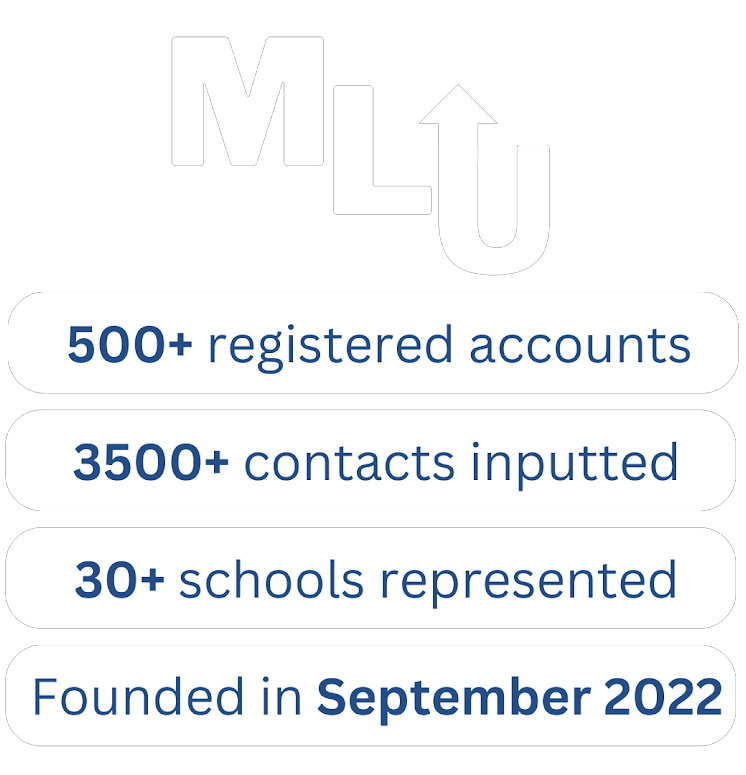 MLU
500+ registered accounts
3500+ contacts inputted
30+ schools represented
Founded in September 2022